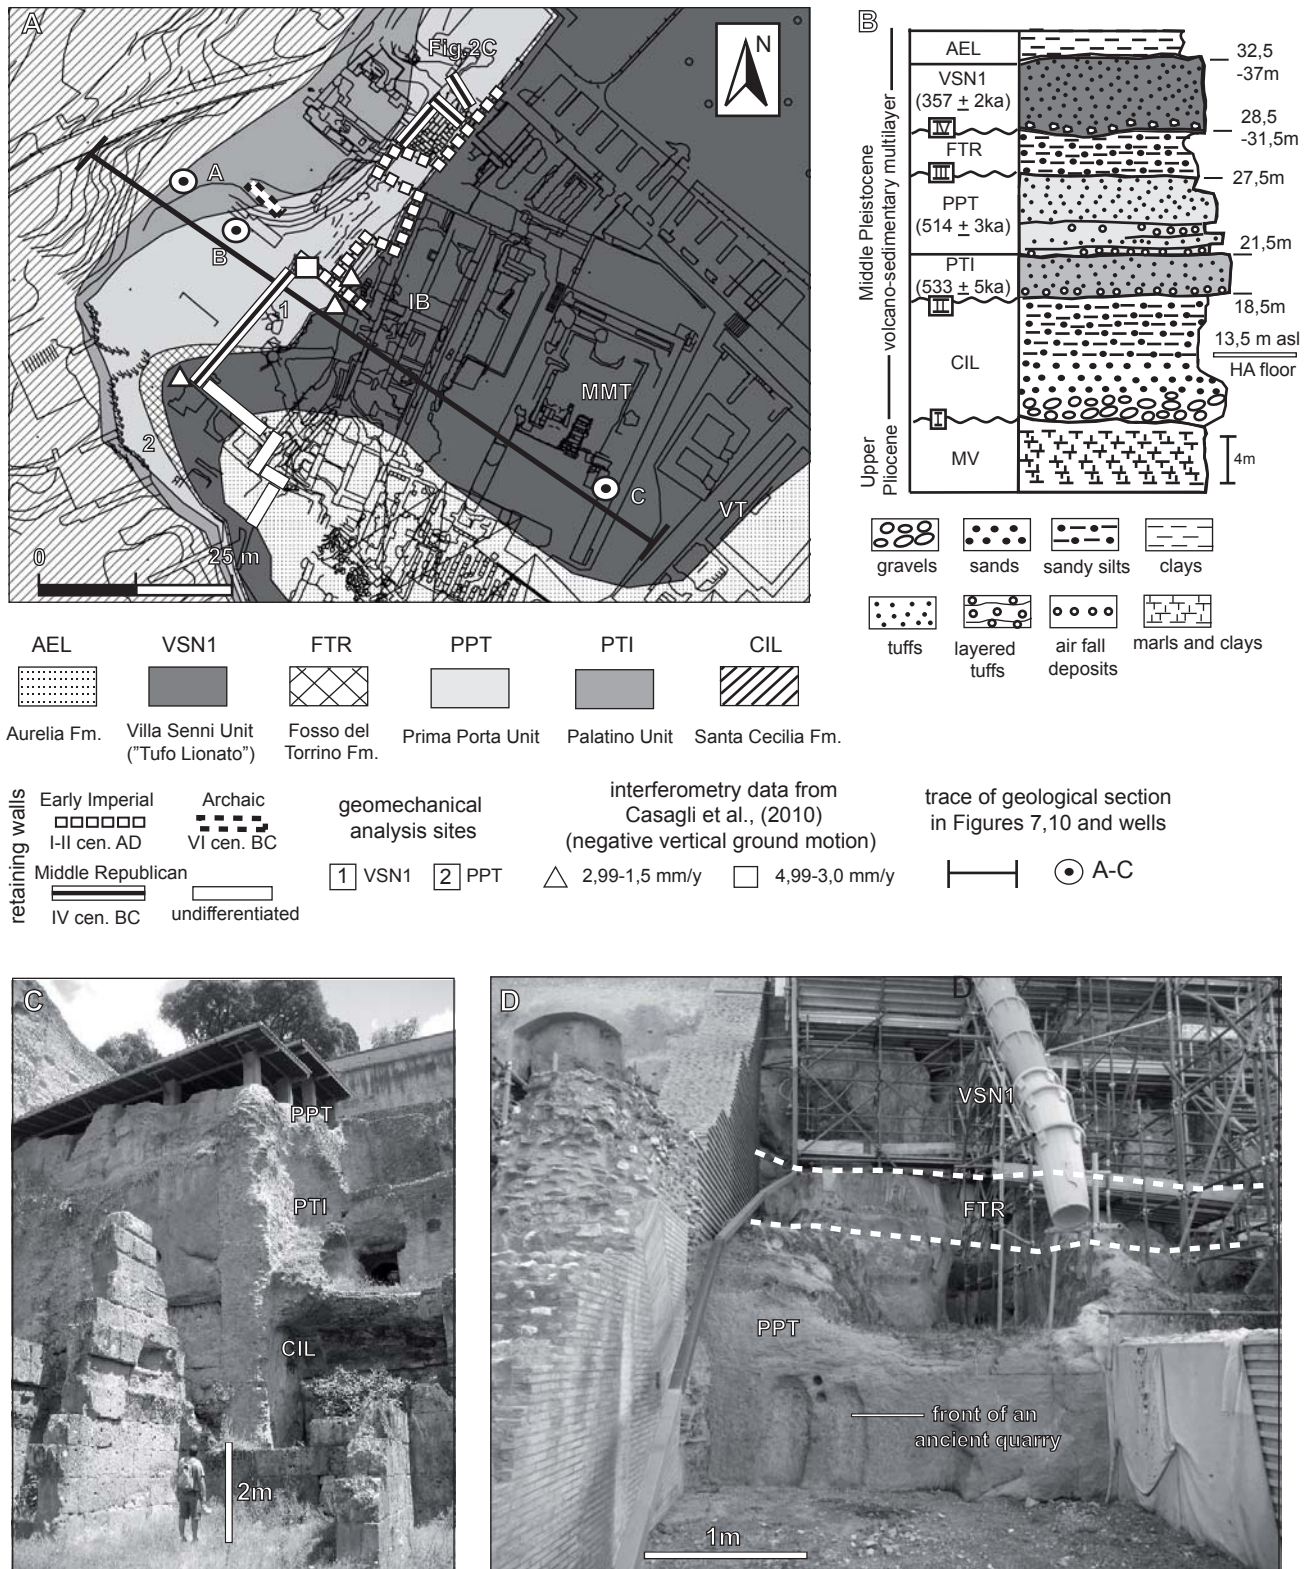 A
Fig.2C
N
A
B
1
IB
2
MMT
C
VT
0
25 m
B
AEL
VSN1
(357 ± 2ka)
IV
FTR
III
PPT
(514 ± 3ka)
PTI
(533 ± 5ka)
II
CIL
I
MV
Middle Pleistocene
volcano-sedimentary multilayer
Upper
Pliocene
32,5
-37m
28,5
-31,5m
27,5m
21,5m
18,5m
13,5 m asl
HA floor
4m
gravels
sands
sandy silts
clays
tuffs
layered
tuffs
air fall
deposits
marls and clays
AEL
VSN1
FTR
PPT
PTI
CIL
Aurelia Fm.
Villa Senni Unit
("Tufo Lionato")
Fosso del
Torrino Fm.
Prima Porta Unit
Palatino Unit
Santa Cecilia Fm.
retaining walls
Early Imperial
I-II cen. AD
Archaic
VI cen. BC
Middle Republican
IV cen. BC
undifferentiated
geomechanical
analysis sites
1 VSN1
2 PPT
interferometry data from
Casagli et al., (2010)
(negative vertical ground motion)
2,99-1,5 mm/y
4,99-3,0 mm/y
trace of geological section
in Figures 7,10 and wells
A-C
C
PPT
PTI
CIL
2m
D
D
VSN1
FTR
PPT
front of an
ancient quarry
1m